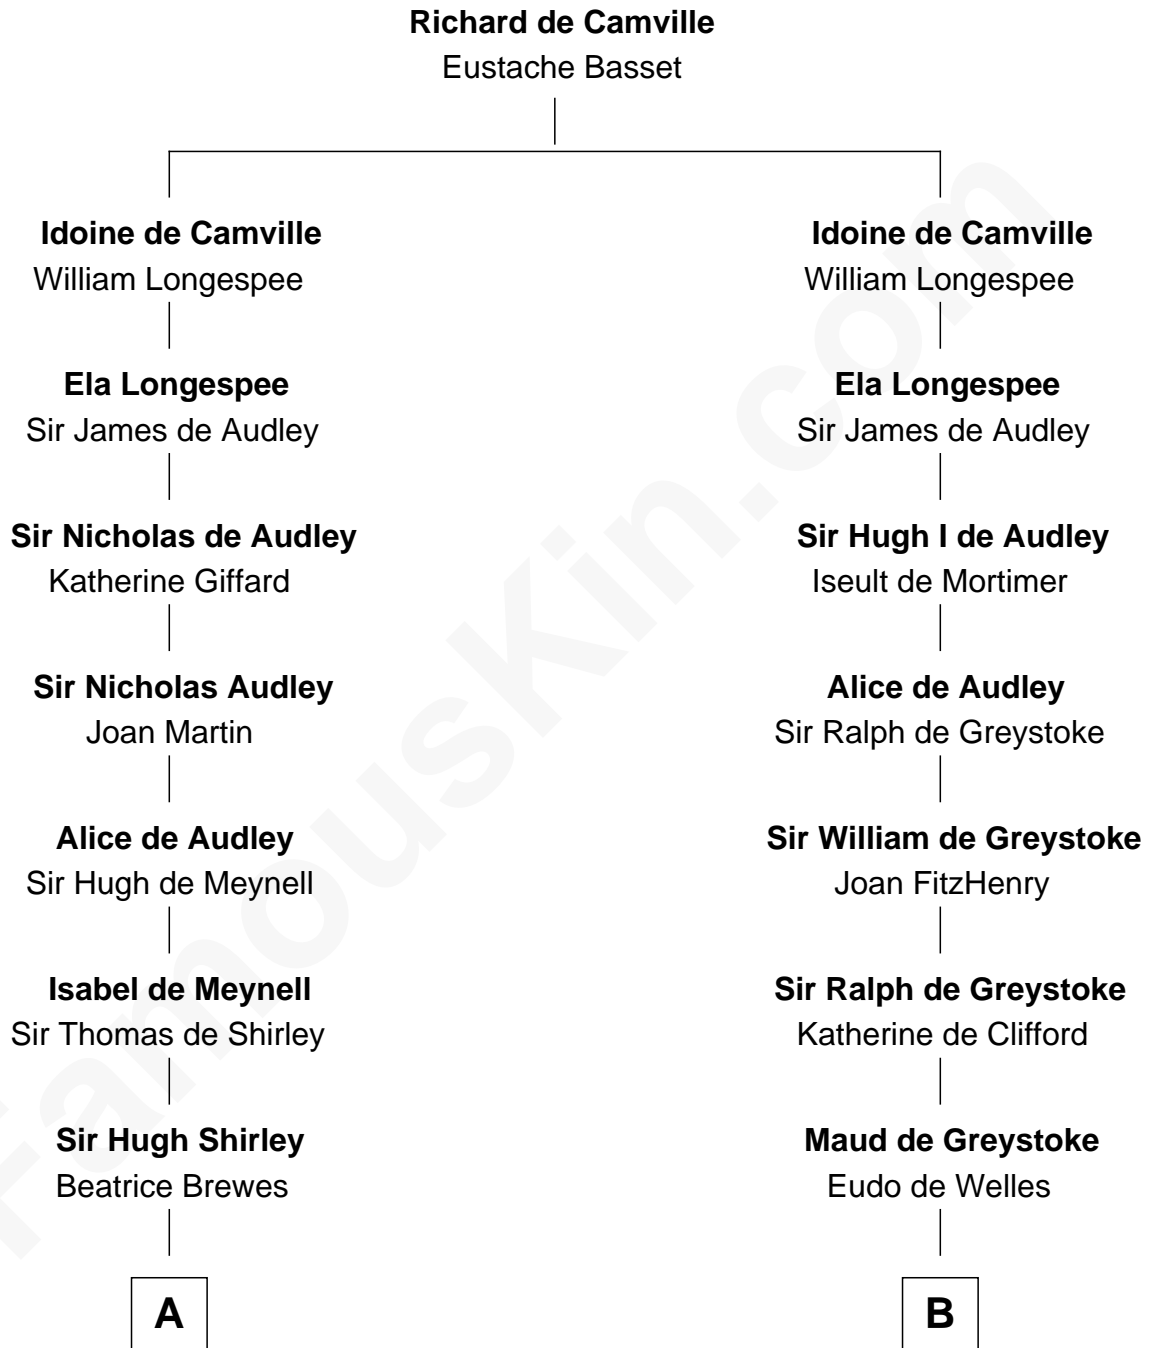 Richard de Camville
Eustache Basset
Idoine de Camville
William Longespee
Idoine de Camville
William Longespee
Ela Longespee
Sir James de Audley
Ela Longespee
Sir James de Audley
Sir Nicholas de Audley
Katherine Giffard
Sir Hugh I de Audley
Iseult de Mortimer
Sir Nicholas Audley
Joan Martin
Alice de Audley
Sir Ralph de Greystoke
Alice de Audley
Sir Hugh de Meynell
Sir William de Greystoke
Joan FitzHenry
Isabel de Meynell
Sir Thomas de Shirley
Sir Ralph de Greystoke
Katherine de Clifford
Sir Hugh Shirley
Beatrice Brewes
Maud de Greystoke
Eudo de Welles
A
B
FamousKin.com